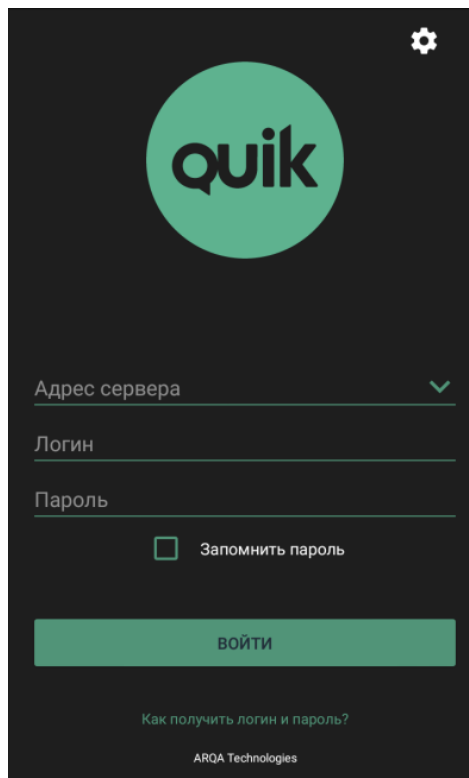 quik
Адрес сервера
Логин
Пароль
Запомнить пароль
ВОЙТИ
Как получить логин и пароль?
ARQA Technologies